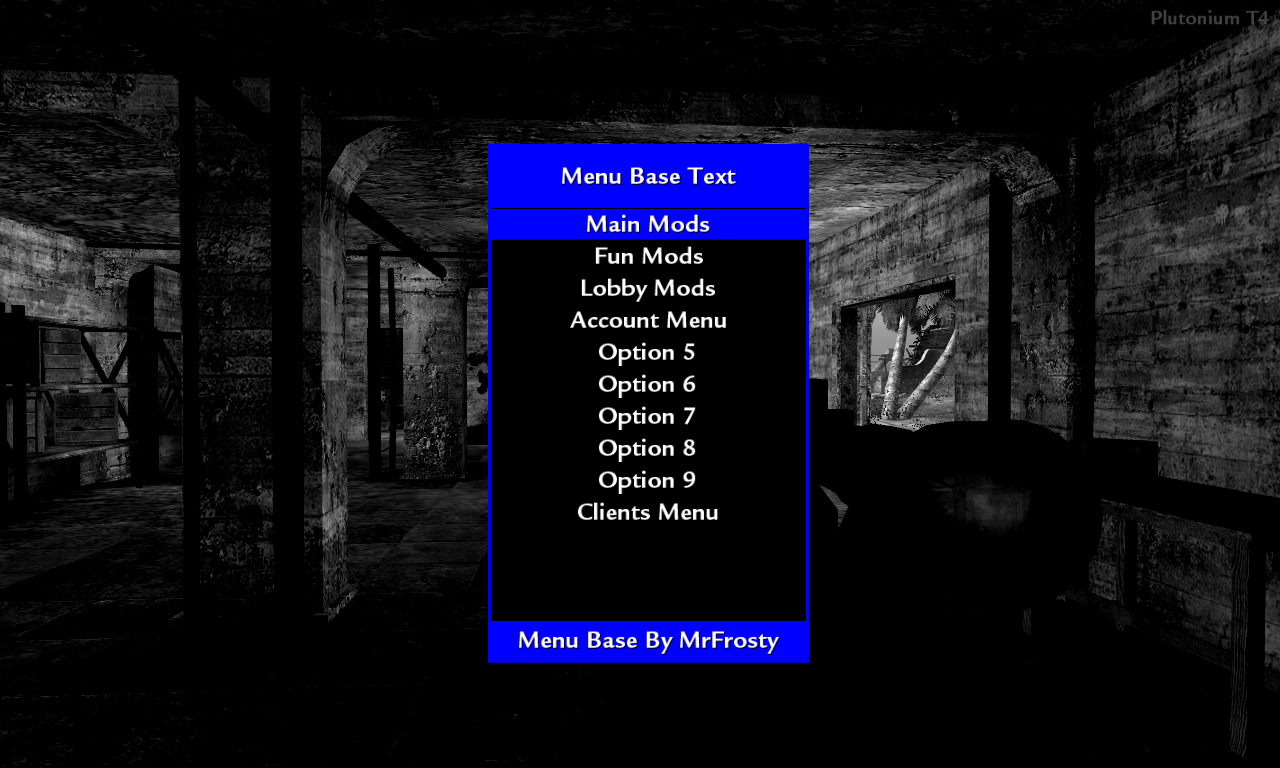 Plutonium T4
Menu Base Text
Main Mods
Fun Mods
Lobby Mods
Account Menu
Option 5
Option 6
Option 7
Option 8
Option 9
Clients Menu
Menu Base By MrFrosty